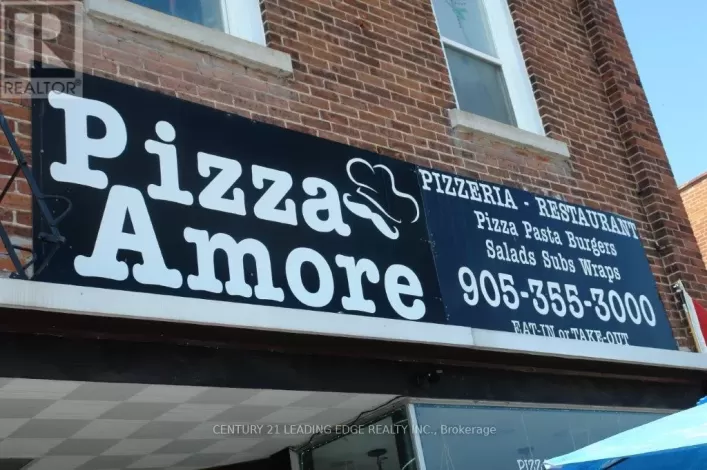 R
REALTOR
Pizza
Amore
PIZZERIA - RESTAURANT
Pizza Pasta Burgers
Salads Subs Wraps
905-355-3000
EAT-IN or TAKE-OUT
CENTURY 21 LEADING EDGE REALTY INC., Brokerage